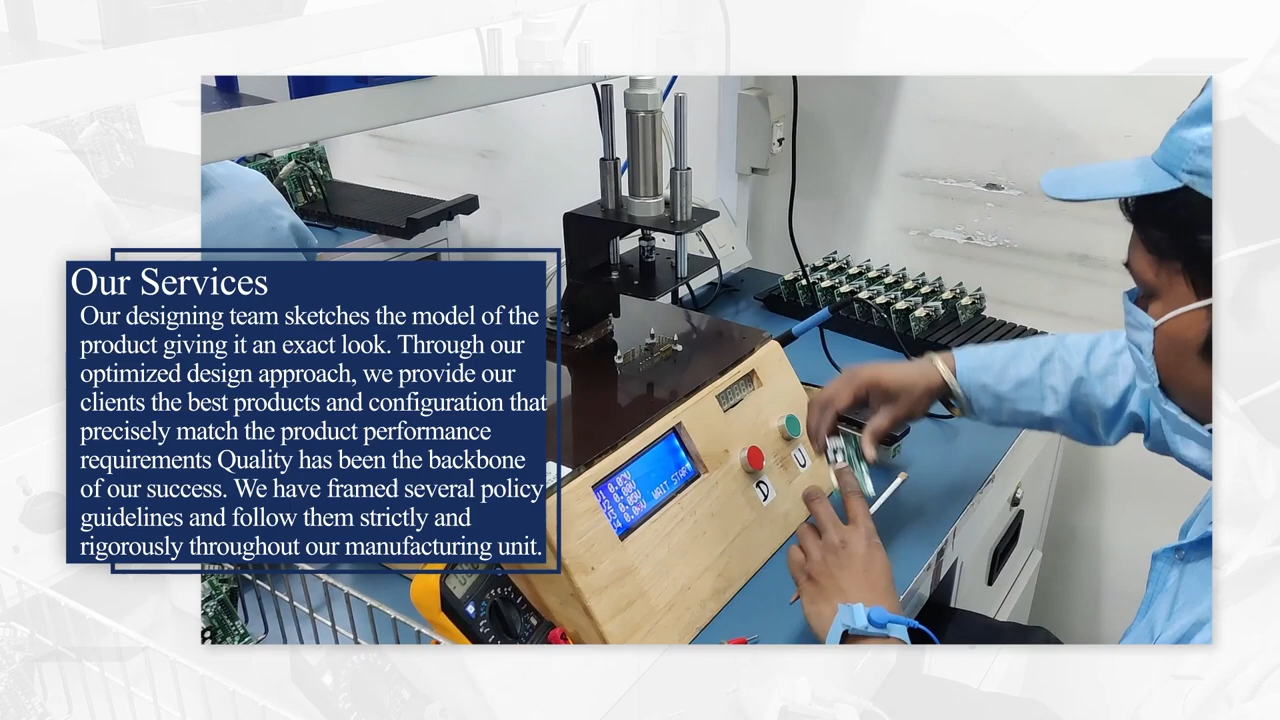 Our Services
Our designing team sketches the model of the
product giving it an exact look. Through our
optimized design approach, we provide our
clients the best products and configuration that
precisely match the product performance
requirements Quality has been the backbone
of our success. We have framed several policy
guidelines and follow them strictly and
rigorously throughout our manufacturing unit.
WAIT START
U
D